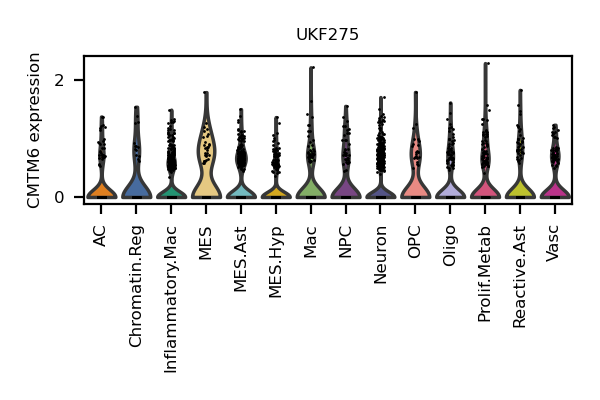 UKF275
CMTM6 expression
2
0
AC
Chromatin.Reg
Inflammatory.Mac
MES
MES.Ast
MES.Hyp
Mac
NPC
Neuron
OPC
Oligo
Prolif.Metab
Reactive.Ast
Vasc